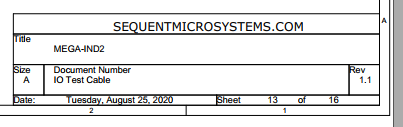 A
SEQUENTMICROSYSTEMS.COM
Title
MEGA-IND2
Size Document Number Rev
A IO Test Cable 1.1
Date: Tuesday, August 25, 2020 Sheet 13 of 16
2 1